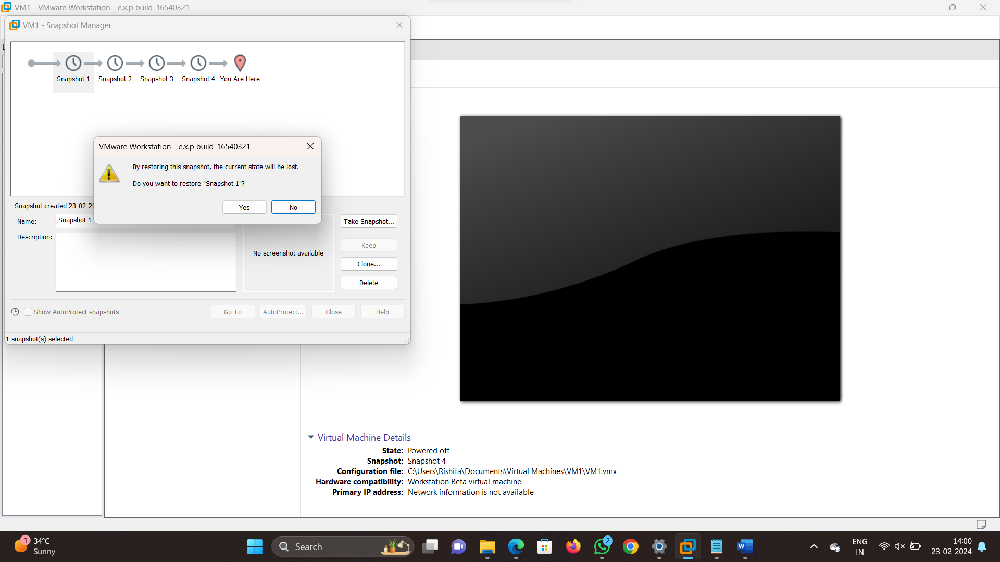 VM1 - VMware Workstation - e.x.p build-16540321
VM1 - Snapshot Manager
Snapshot 1 Snapshot 2 Snapshot 3 Snapshot 4 You Are Here
VMware Workstation - e.x.p build-16540321
By restoring this snapshot, the current state will be lost.
Do you want to restore "Snapshot 1"?
Yes No
Snapshot created 23-02-20
Name: Snapshot 1
Description:
No screenshot available
Take Snapshot...
Keep
Clone...
Delete
Show AutoProtect snapshots
Go To AutoProtect... Close Help
1 snapshot(s) selected
Virtual Machine Details
State: Powered off
Snapshot: Snapshot 4
Configuration file: C:\Users\Rishita\Documents\Virtual Machines\VM1\VM1.vmx
Hardware compatibility: Workstation Beta virtual machine
Primary IP address: Network information is not available
1
34°C
Sunny
Search
2
W
ENG
IN
14:00
23-02-2024